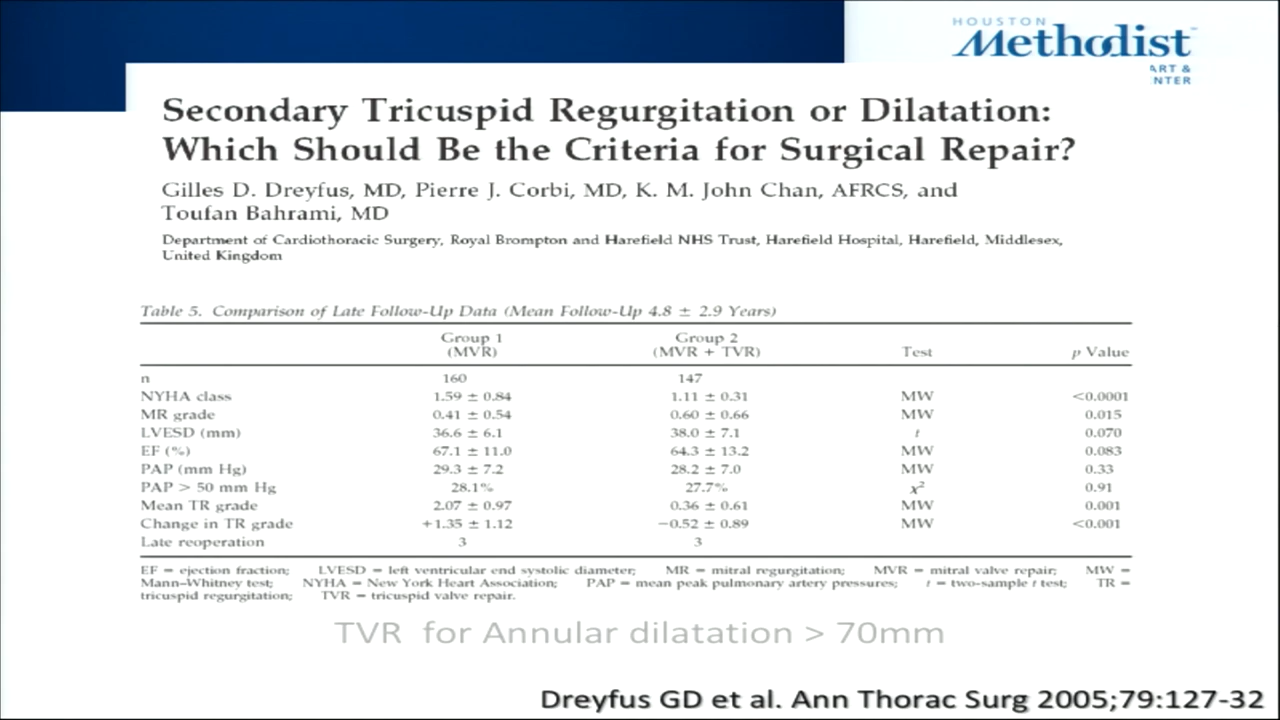 HOUSTON
Methodist
ART &
NTER
Secondary Tricuspid Regurgitation or Dilatation:
Which Should Be the Criteria for Surgical Repair?
Gilles D. Dreyfus, MD, Pierre J. Corbi, MD, K. M. John Chan, AFRCS, and
Toufan Bahrami, MD
Department of Cardiothoracic Surgery, Royal Brompton and Harefield NHS Trust, Harefield Hospital, Harefield, Middlesex,
United Kingdom
Table 5. Comparison of Late Follow-Up Data (Mean Follow-Up 4.8 ± 2.9 Years)
Group 1 Group 2
(MVR) (MVR + TVR) Test p Value
n 160 147
NYHA class 1.59 ± 0.84 1.11 ± 0.31 MW <0.0001
MR grade 0.41 ± 0.54 0.60 ± 0.66 MW 0.015
LVESD (mm) 36.6 ± 6.1 38.0 ± 7.1 t 0.070
EF (%) 67.1 ± 11.0 64.3 ± 13.2 MW 0.083
PAP (mm Hg) 29.3 ± 7.2 28.2 ± 7.0 MW 0.33
PAP > 50 mm Hg 28.1% 27.7% χ² 0.91
Mean TR grade 2.07 ± 0.97 0.36 ± 0.61 MW 0.001
Change in TR grade +1.35 ± 1.12 −0.52 ± 0.89 MW <0.001
Late reoperation 3 3
EF = ejection fraction; LVESD = left ventricular end systolic diameter; MR = mitral regurgitation; MVR = mitral valve repair; MW =
Mann–Whitney test; NYHA = New York Heart Association; PAP = mean peak pulmonary artery pressures; t = two-sample t test; TR =
tricuspid regurgitation; TVR = tricuspid valve repair.
TVR for Annular dilatation > 70mm
Dreyfus GD et al. Ann Thorac Surg 2005;79:127-32